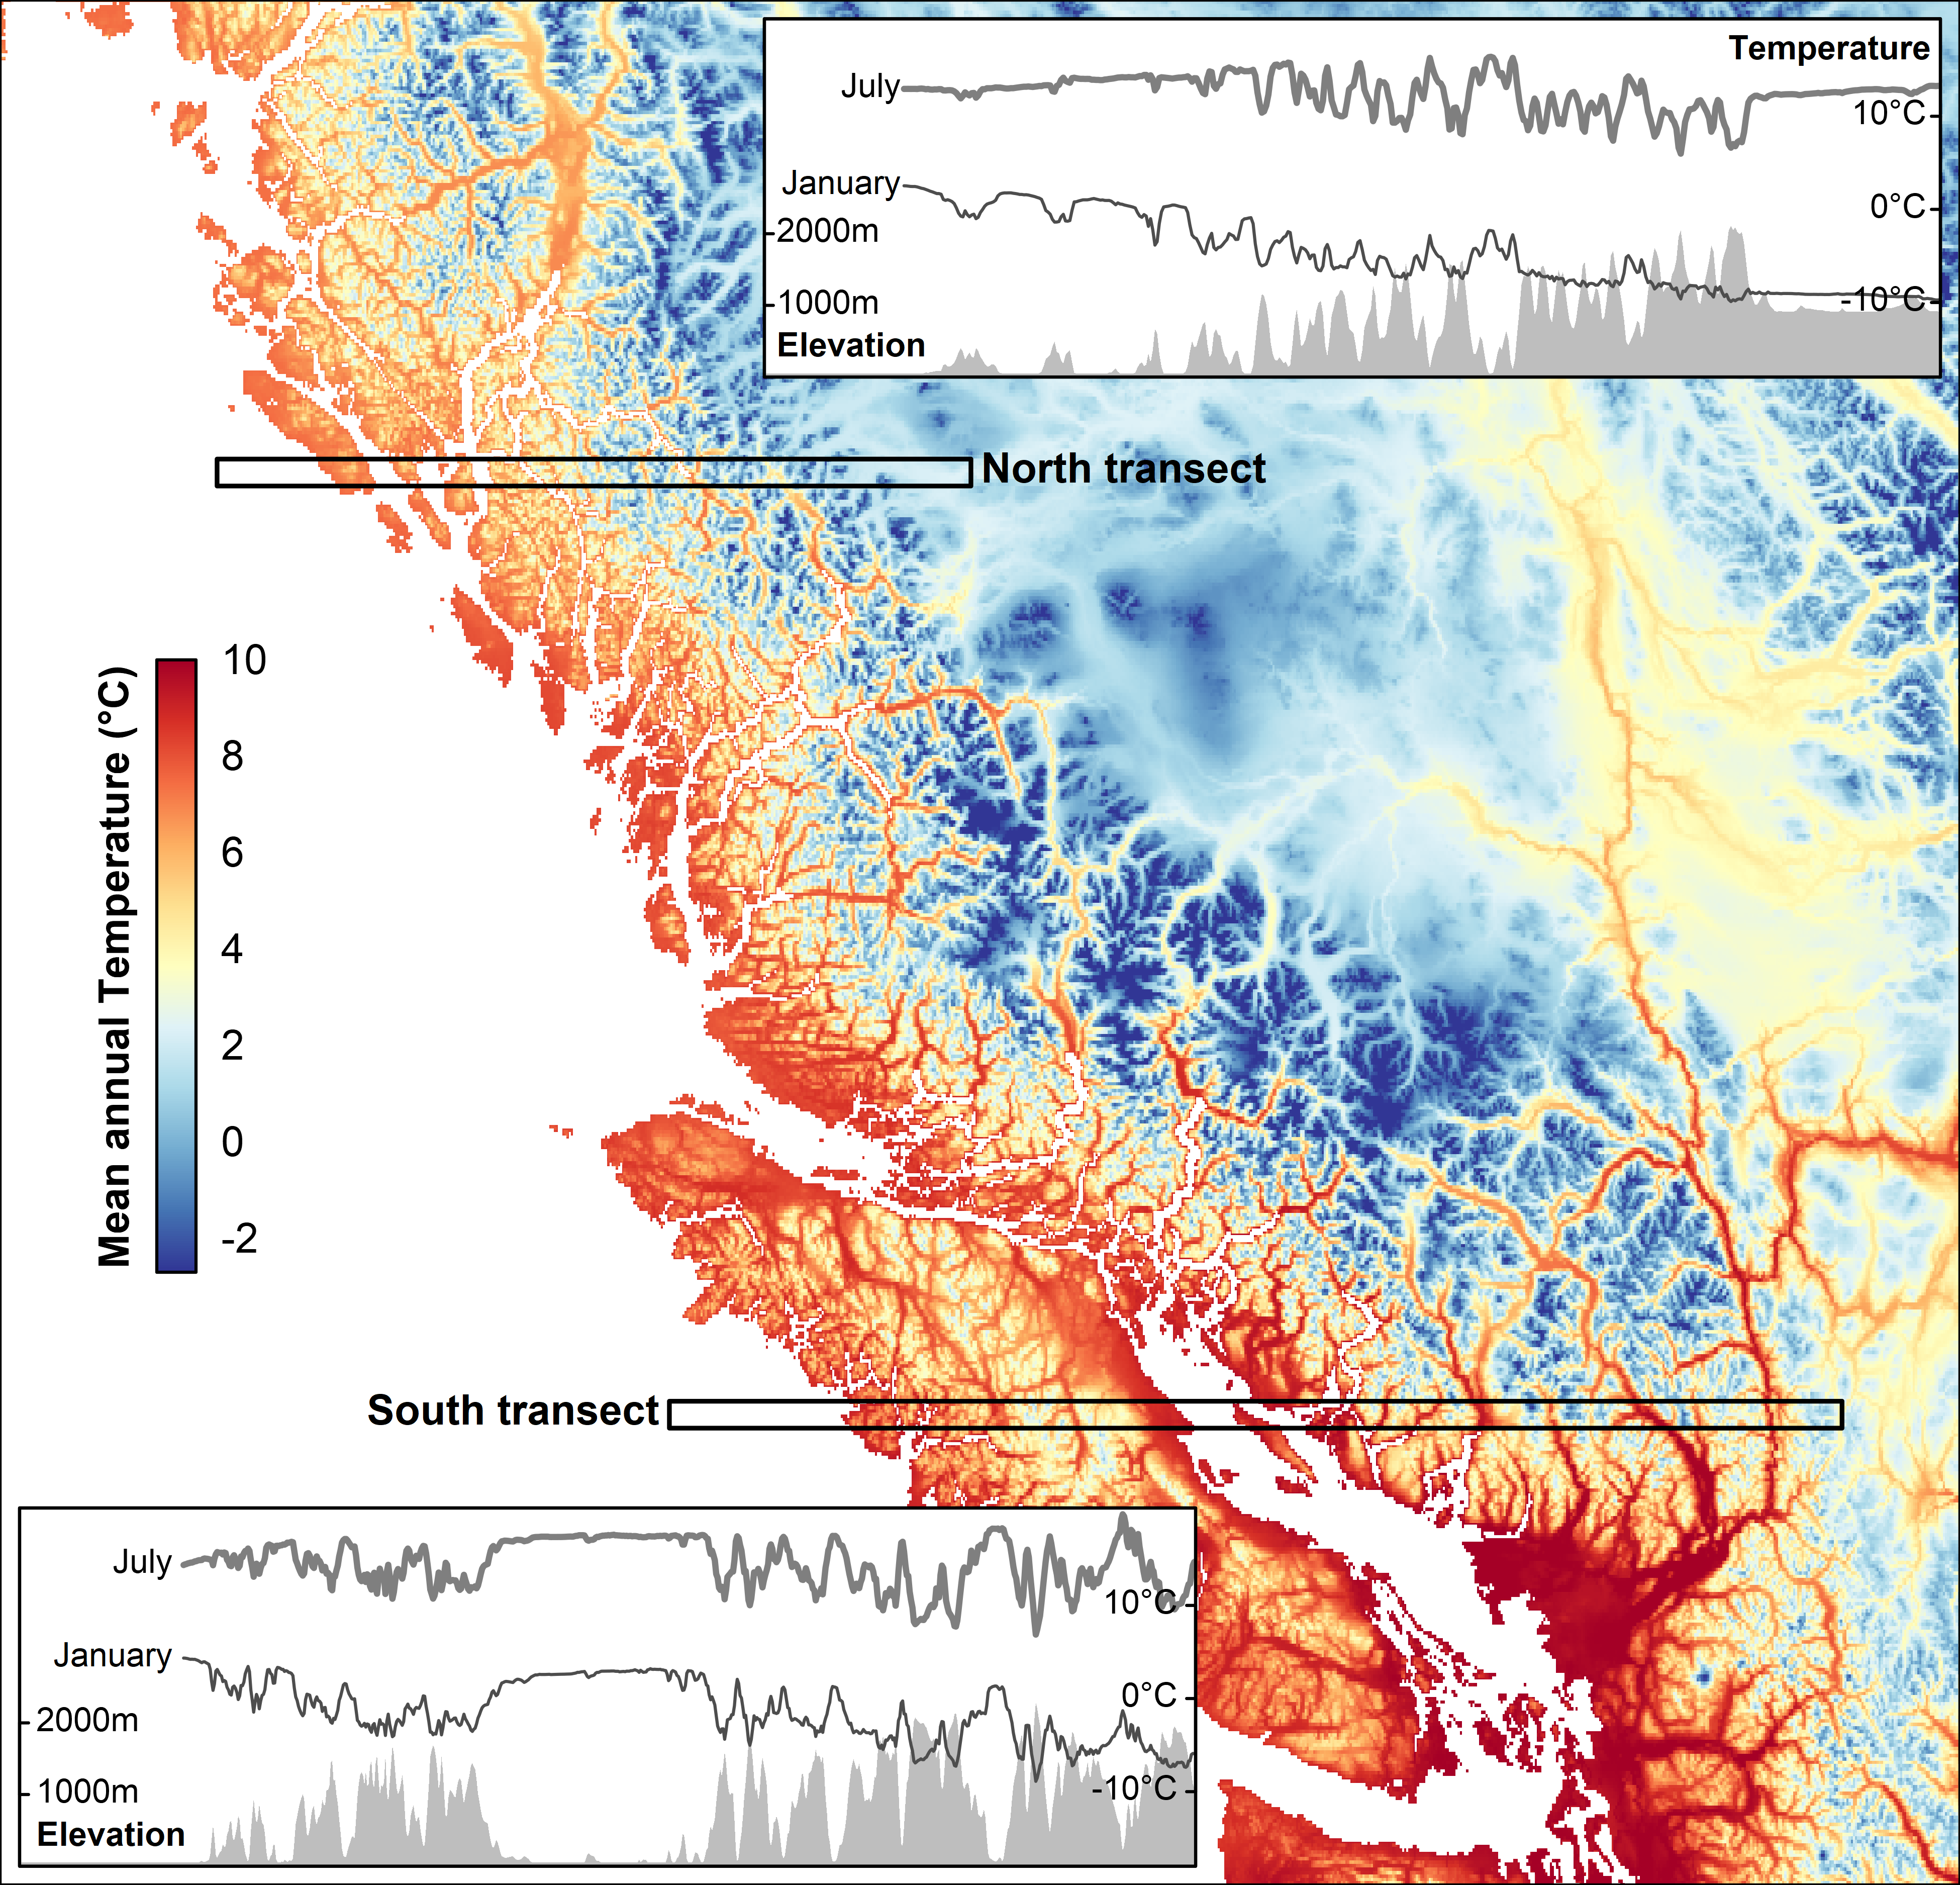 Temperature
July
10°C
January
0°C
2000m
1000m
-10°C
Elevation
North transect
Mean annual Temperature (°C)
10
8
6
4
2
0
-2
South transect
July
10°C
January
0°C
2000m
1000m
-10°C
Elevation